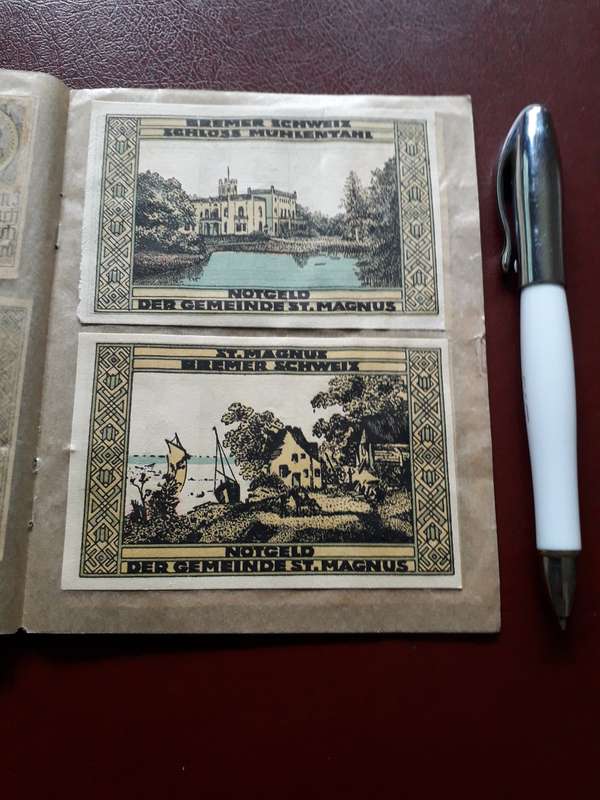 BREMER SCHWEIZ
SCHLOSS MUHLENTAHL
NOTGELD
DER GEMEINDE ST. MAGNUS
ST. MAGNUS
BREMER SCHWEIZ
NOTGELD
DER GEMEINDE ST. MAGNUS